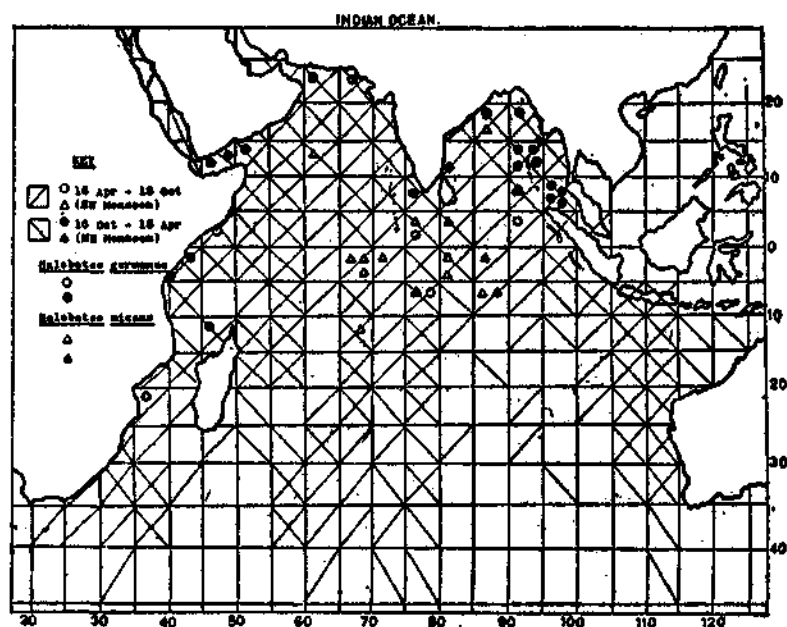 INDIAN OCEAN.
KEY
16 Apr - 15 Oct
(SW Monsoon)
16 Oct - 15 Apr
(NE Monsoon)
Halobates germanus
Halobates micans
20
10
0
10
20
30
40
20 30 40 50 60 70 80 90 100 110 120